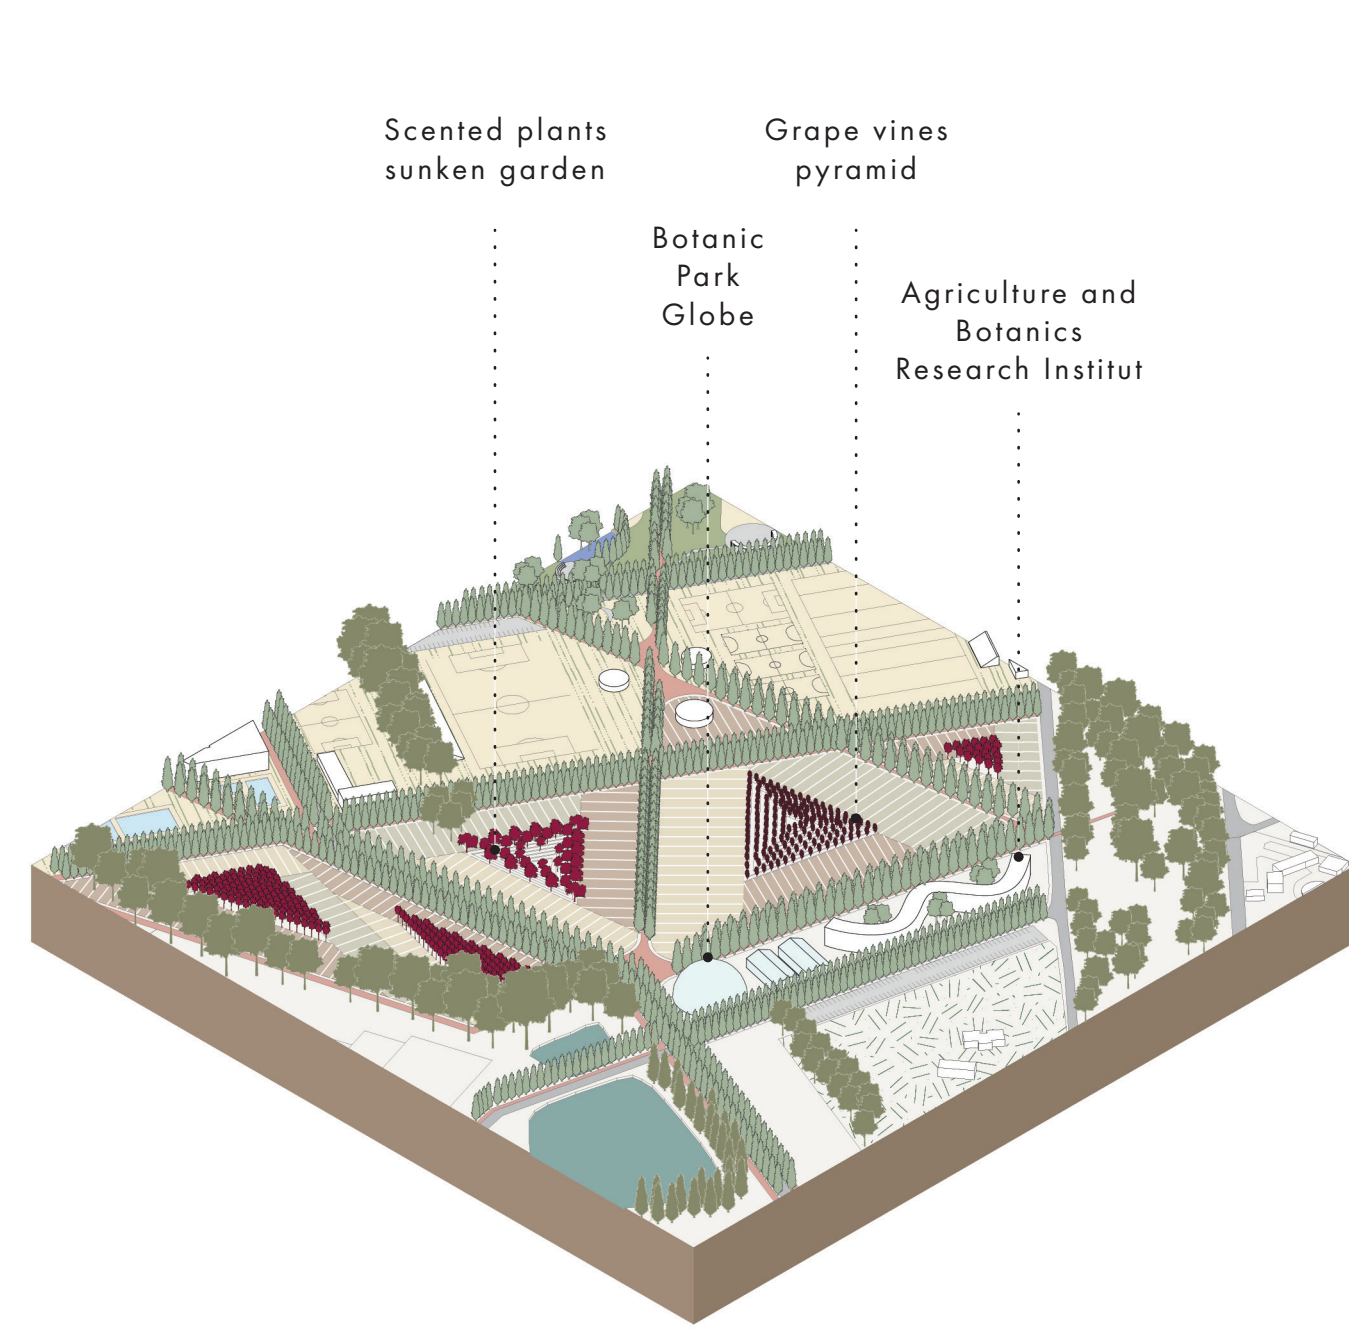 Scented plants
sunken garden
Grape vines
pyramid
Botanic
Park
Globe
Agriculture and
Botanics
Research Institut